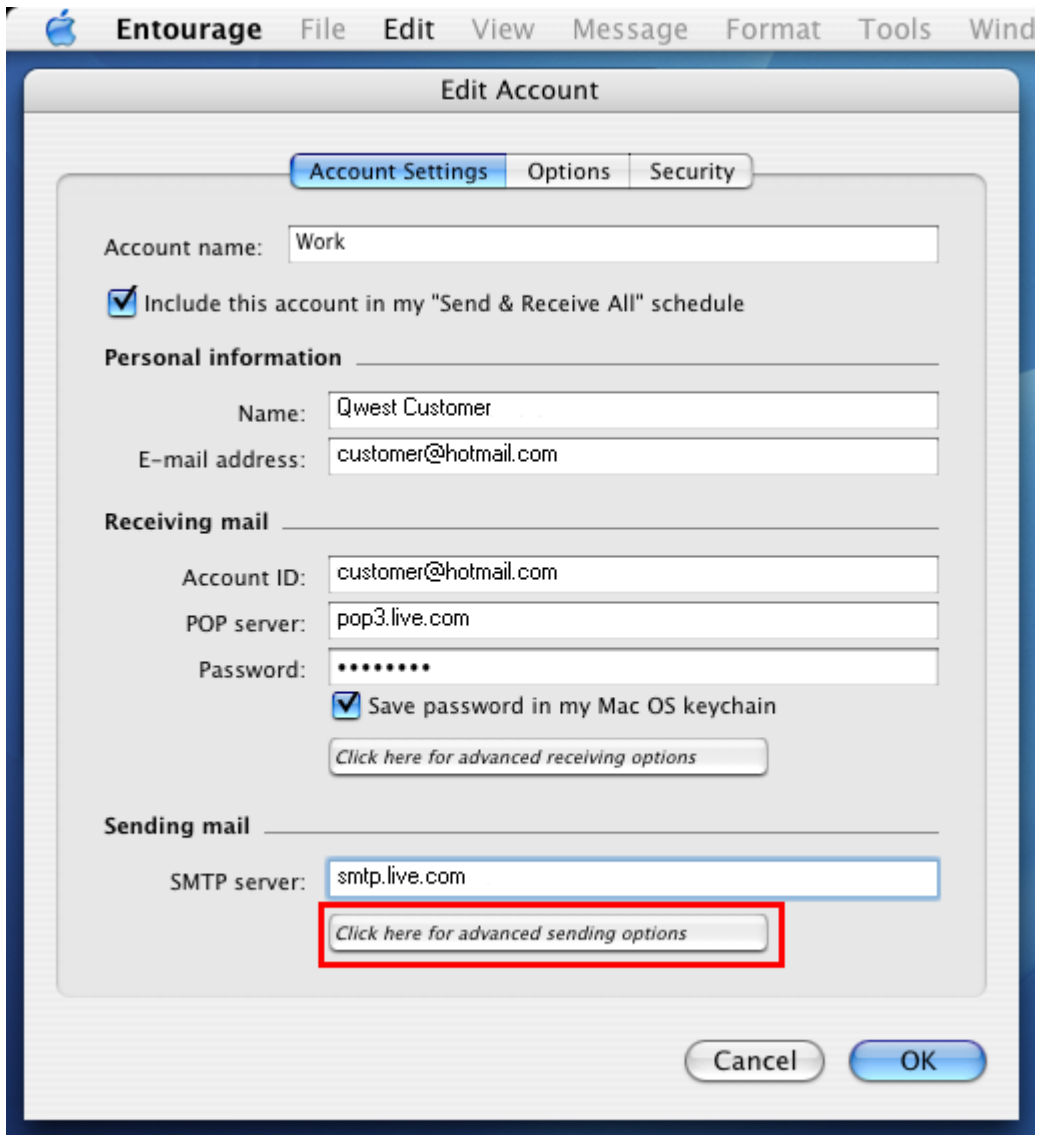 Entourage File Edit View Message Format Tools Wind
Edit Account
Account Settings Options Security
Account name: Work
Include this account in my "Send & Receive All" schedule
Personal information
Name: Qwest Customer
E-mail address: customer@hotmail.com
Receiving mail
Account ID: customer@hotmail.com
POP server: pop3.live.com
Password: ••••••••
Save password in my Mac OS keychain
Click here for advanced receiving options
Sending mail
SMTP server: smtp.live.com
Click here for advanced sending options
Cancel OK